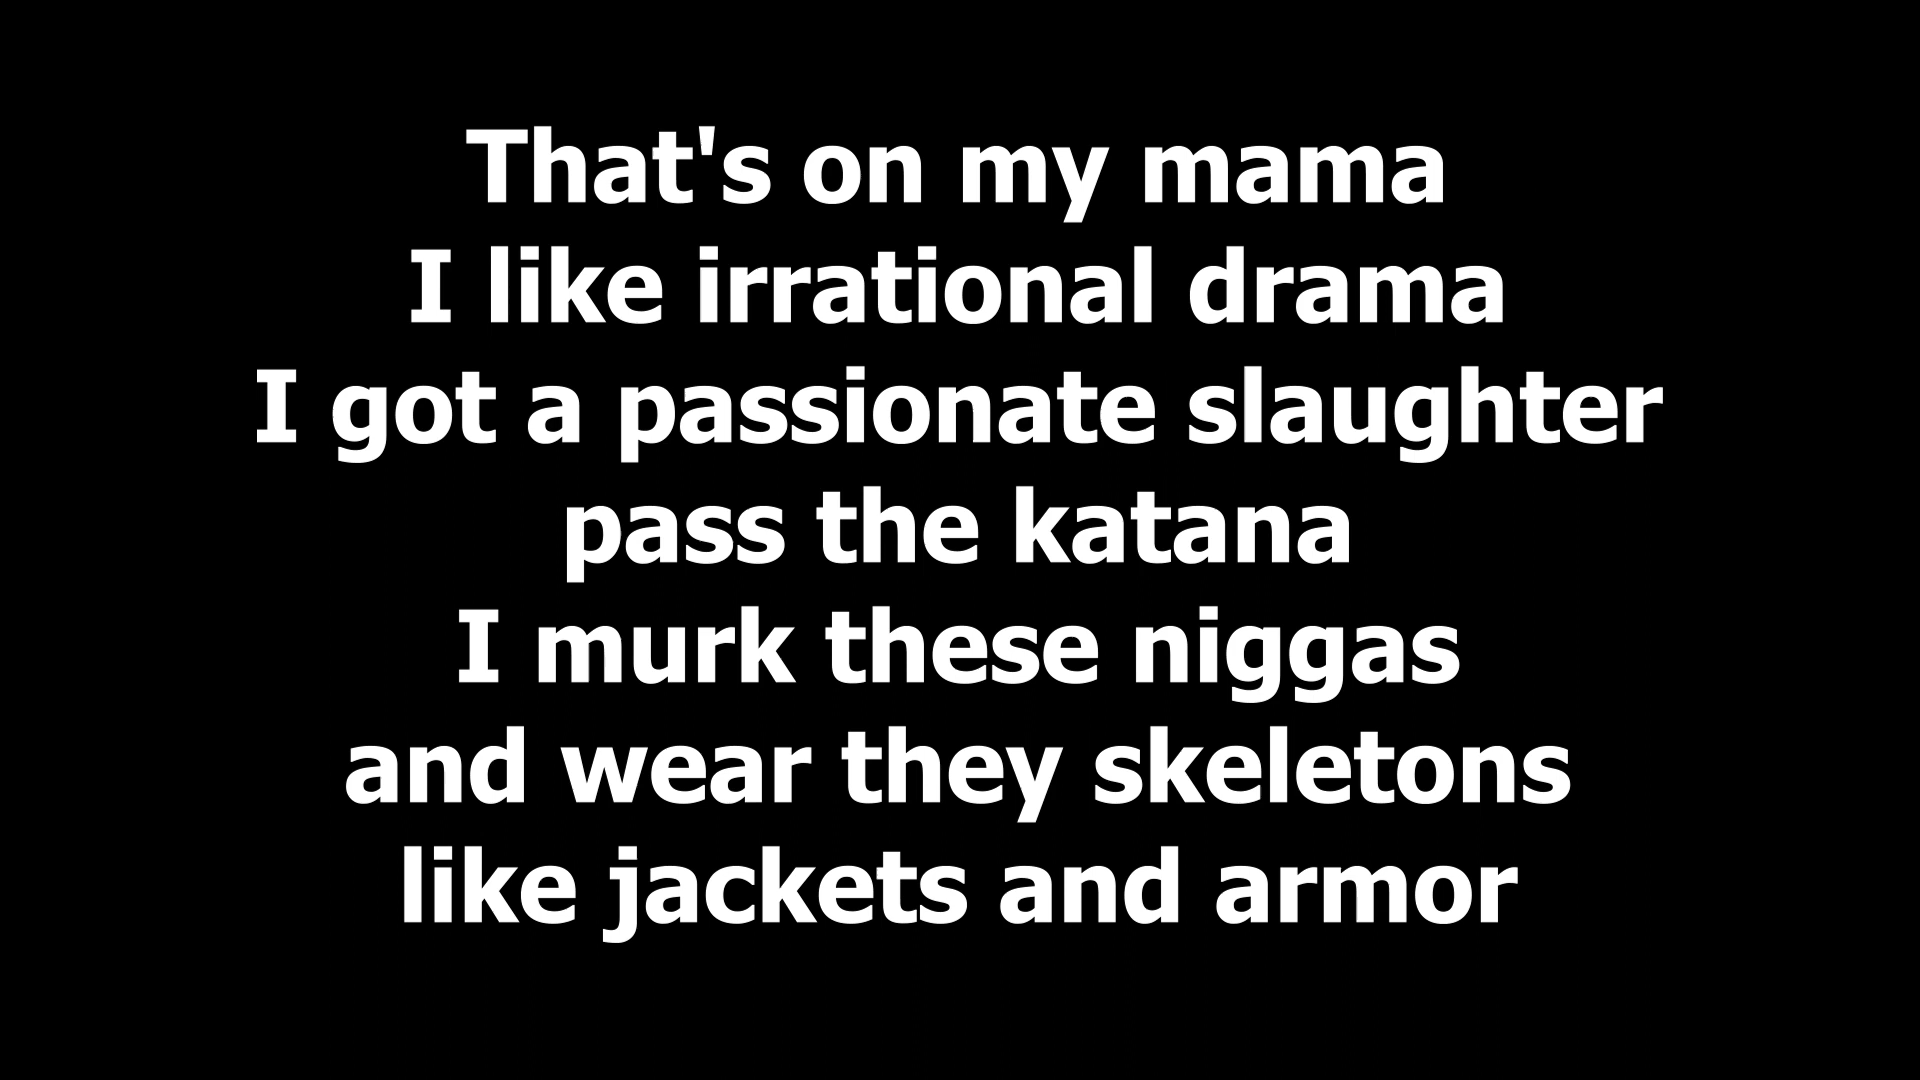 That's on my mama
I like irrational drama
I got a passionate slaughter
pass the katana
I murk these niggas
and wear they skeletons
like jackets and armor